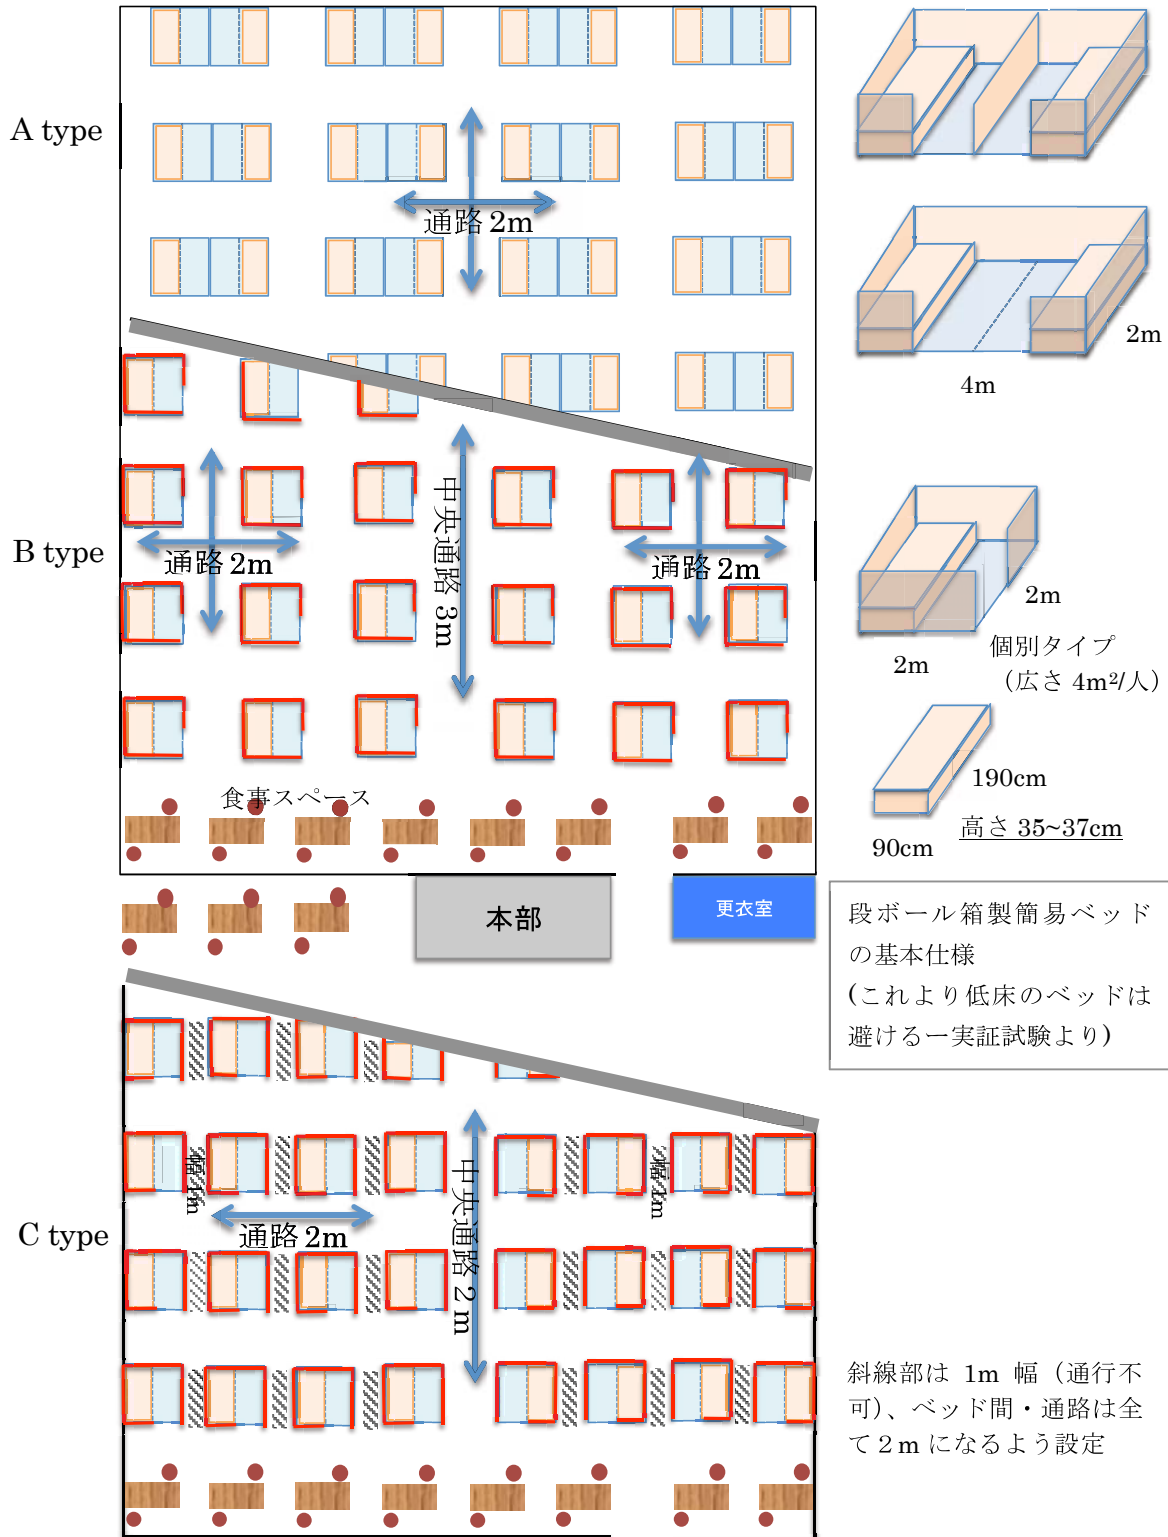 A type
通路 2m
2m
4m
B type
通路 2m
中央通路 3m
通路 2m
2m
2m
個別タイプ
（広さ 4m²/人）
190cm
90cm
高さ 35~37cm
食事スペース
本部
更衣室
段ボール箱製簡易ベッド
の基本仕様
(これより低床のベッドは
避けるー実証試験より)
C type
幅 1m
通路 2m
中央通路 2 m
幅 1m
斜線部は 1m 幅（通行不
可）、ベッド間・通路は全
て 2 m になるよう設定